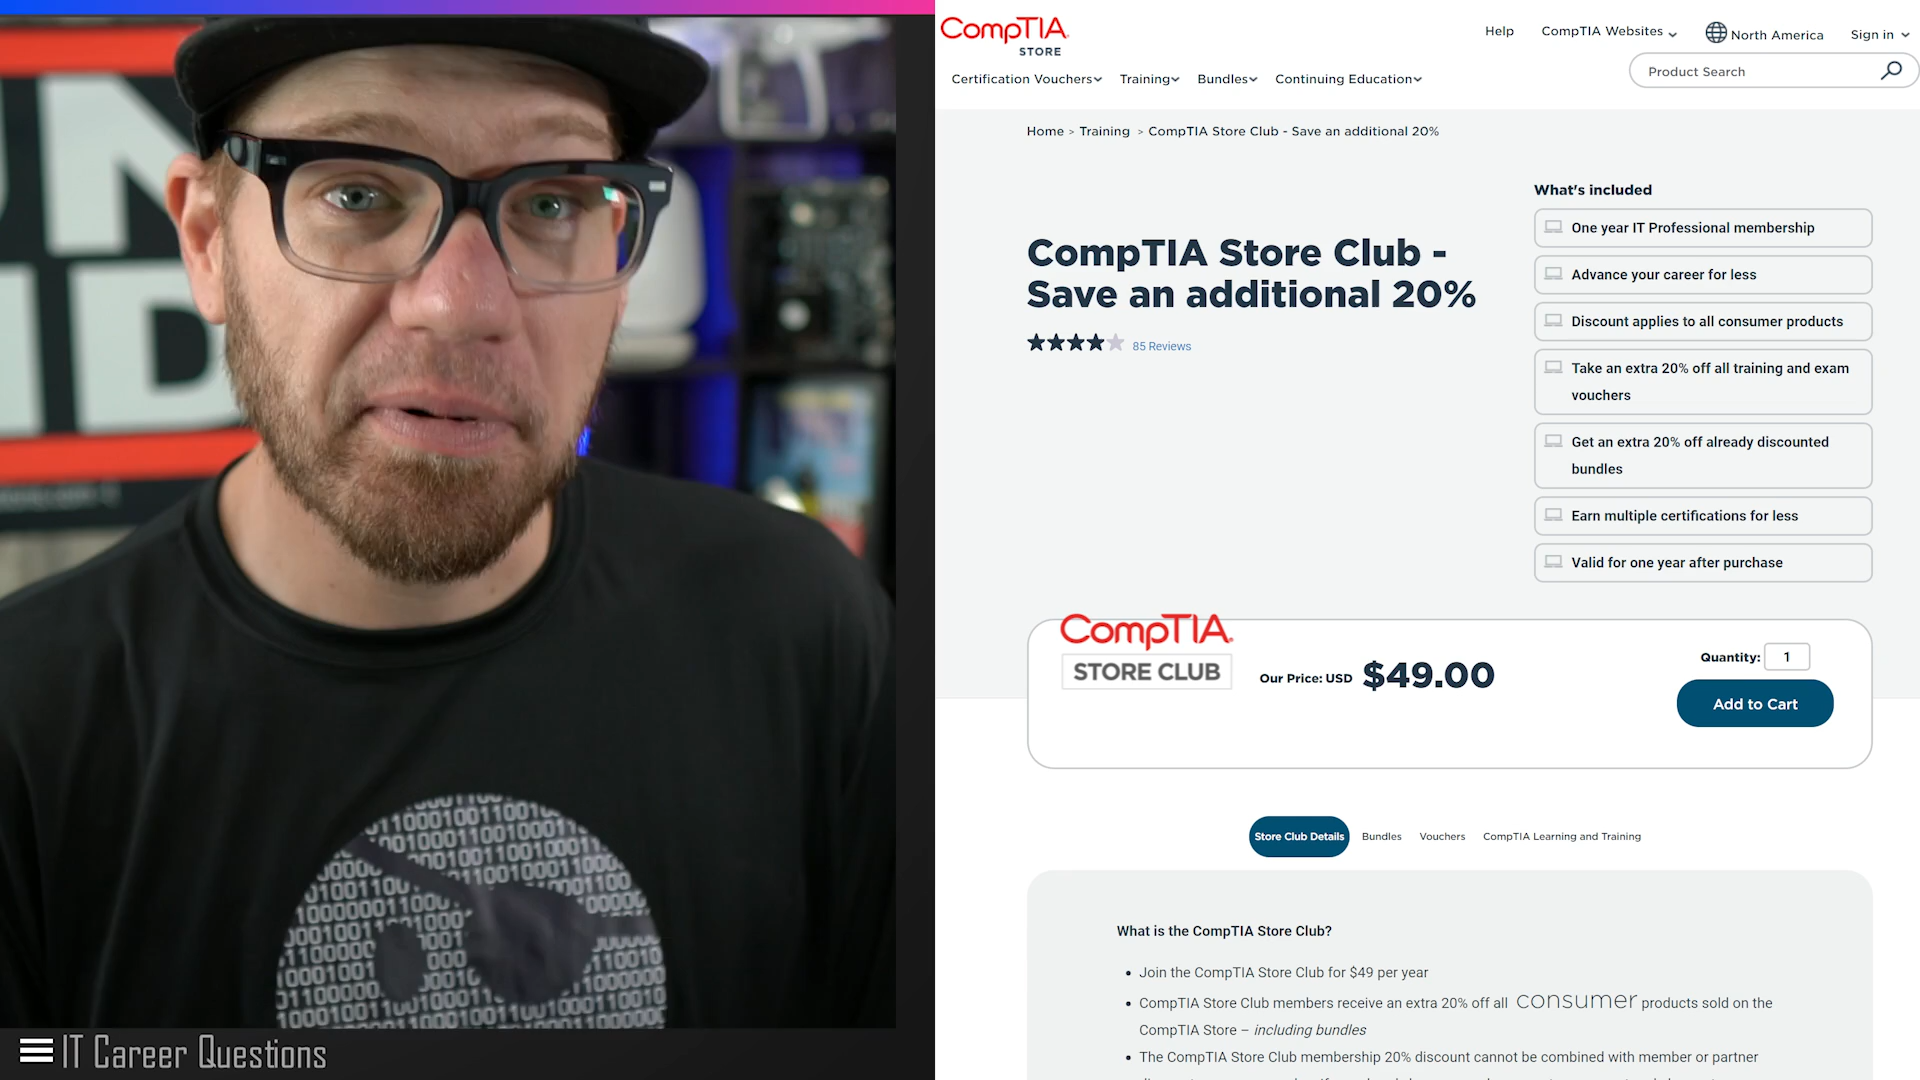 CompTIA
STORE
Help
CompTIA Websites
North America
Sign in
Certification Vouchers
Training
Bundles
Continuing Education
Product Search
Home > Training > CompTIA Store Club - Save an additional 20%
CompTIA Store Club -
Save an additional 20%
85 Reviews
What's included
One year IT Professional membership
Advance your career for less
Discount applies to all consumer products
Take an extra 20% off all training and exam
vouchers
Get an extra 20% off already discounted
bundles
Earn multiple certifications for less
Valid for one year after purchase
CompTIA.
STORE CLUB
Our Price: USD $49.00
Quantity: 1
Add to Cart
Store Club Details
Bundles
Vouchers
CompTIA Learning and Training
What is the CompTIA Store Club?
Join the CompTIA Store Club for $49 per year
CompTIA Store Club members receive an extra 20% off all consumer products sold on the
CompTIA Store – including bundles
The CompTIA Store Club membership 20% discount cannot be combined with member or partner
IT Career Questions